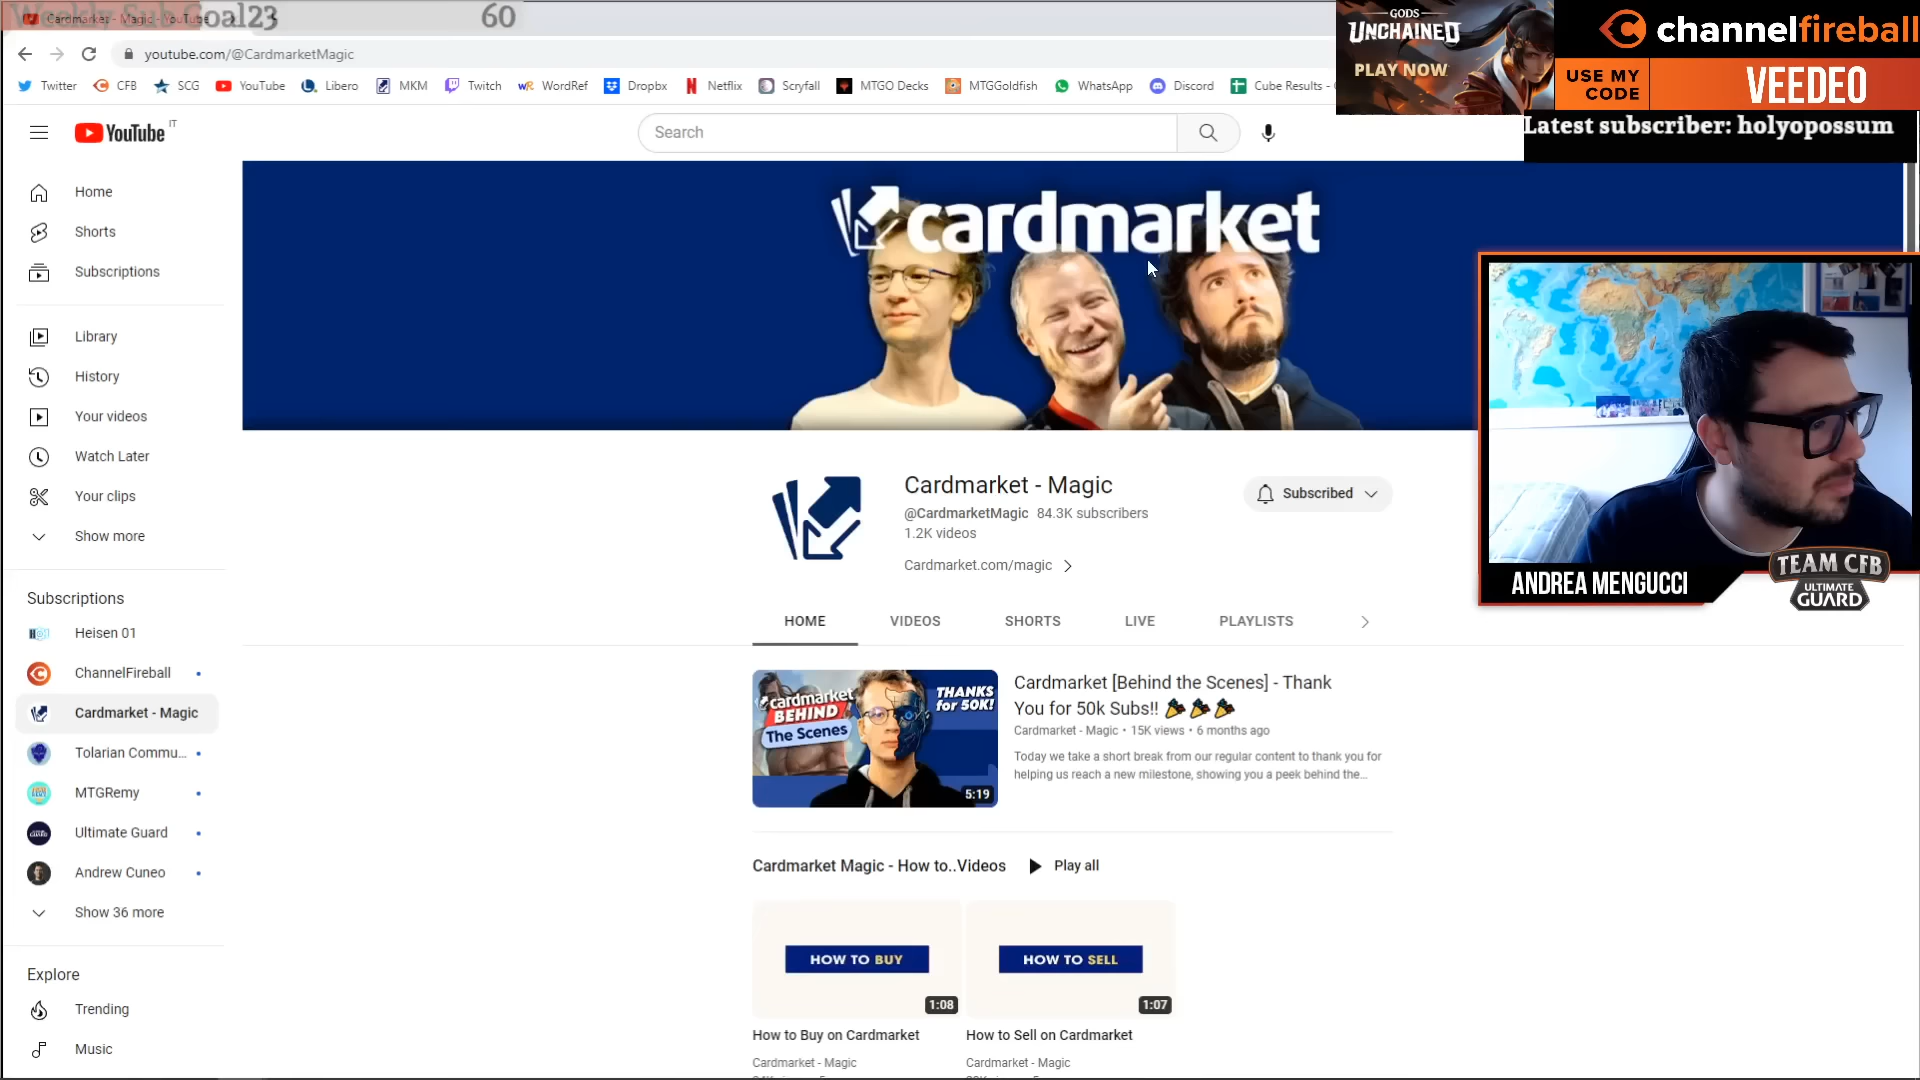 Weekly Sub Goal23 60
Cardmarket - Magic - YouTube
youtube.com/@CardmarketMagic
Twitter CFB SCG YouTube Libero MKM Twitch WordRef Dropbx Netflix Scryfall MTGO Decks MTGGoldfish WhatsApp Discord Cube Results -
GODS
UNCHAINED
PLAY NOW
channelfireball
USE MY
CODE
VEEDEO
Latest subscriber: holyopossum
YouTube IT
Search
Home
Shorts
Subscriptions
Library
History
Your videos
Watch Later
Your clips
Show more
Subscriptions
Heisen 01
ChannelFireball
Cardmarket - Magic
Tolarian Commu...
MTGRemy
Ultimate Guard
Andrew Cuneo
Show 36 more
Explore
Trending
Music
cardmarket
Cardmarket - Magic
@CardmarketMagic 84.3K subscribers
1.2K videos
Cardmarket.com/magic
Subscribed
HOME VIDEOS SHORTS LIVE PLAYLISTS
cardmarket
BEHIND
The Scenes
THANKS
for 50K!
5:19
Cardmarket [Behind the Scenes] - Thank
You for 50k Subs!! 🎉🎉🎉
Cardmarket - Magic • 15K views • 6 months ago
Today we take a short break from our regular content to thank you for
helping us reach a new milestone, showing you a peek behind the...
Cardmarket Magic - How to..Videos Play all
HOW TO BUY
1:08
How to Buy on Cardmarket
Cardmarket - Magic
HOW TO SELL
1:07
How to Sell on Cardmarket
Cardmarket - Magic
ANDREA MENGUCCI
TEAM CFB
ULTIMATE
GUARD